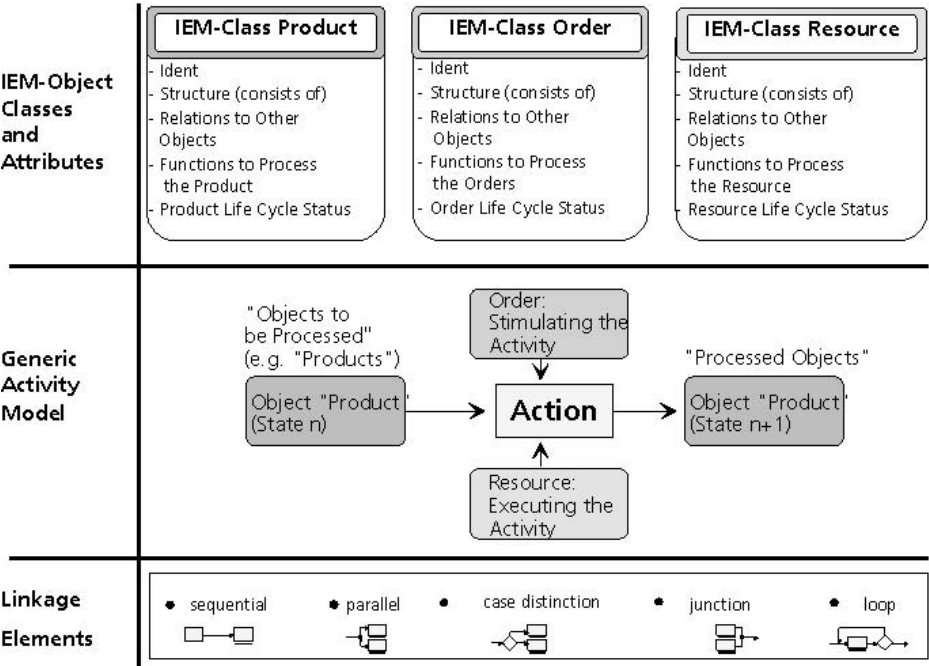 IEM-Object
Classes
and
Attributes
IEM-Class Product
- Ident
- Structure (consists of)
- Relations to Other
Objects
- Functions to Process
the Product
- Product Life Cycle Status
IEM-Class Order
- Ident
- Structure (consists of)
- Relations to Other
Objects
- Functions to Process
the Orders
- Order Life Cycle Status
IEM-Class Resource
- Ident
- Structure (consists of)
- Relations to Other
Objects
- Functions to Process
the Resource
- Resource Life Cycle Status
Generic
Activity
Model
"Objects to
be Processed"
(e.g. "Products")
Object "Product"
(State n)
Order:
Stimulating the
Activity
Action
Resource:
Executing the
Activity
"Processed Objects"
Object "Product"
(State n+1)
Linkage
Elements
• sequential
• parallel
• case distinction
• junction
• loop